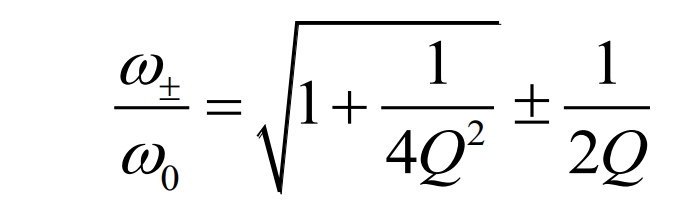 ω±/ω0 = √(1 + 1/(4Q²)) ± 1/(2Q)